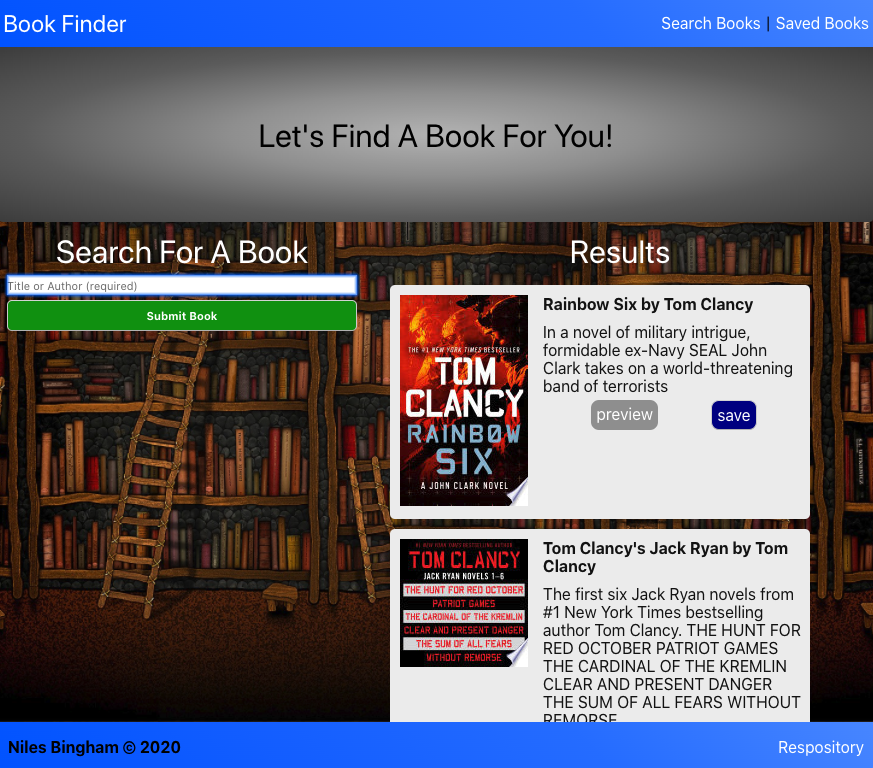 Book Finder
Search Books | Saved Books
Let's Find A Book For You!
Search For A Book
Title or Author (required)
Submit Book
Results
THE #1 NEW YORK TIMES BESTSELLER
TOM
CLANCY
RAINBOW
SIX
A JOHN CLARK NOVEL
Rainbow Six by Tom Clancy
In a novel of military intrigue,
formidable ex-Navy SEAL John
Clark takes on a world-threatening
band of terrorists
preview
save
#1 NEW YORK TIMES BESTSELLING AUTHOR
TOM CLANCY
JACK RYAN NOVELS 1–6
THE HUNT FOR RED OCTOBER
PATRIOT GAMES
THE CARDINAL OF THE KREMLIN
CLEAR AND PRESENT DANGER
THE SUM OF ALL FEARS
WITHOUT REMORSE
Tom Clancy's Jack Ryan by Tom
Clancy
The first six Jack Ryan novels from
#1 New York Times bestselling
author Tom Clancy. THE HUNT FOR
RED OCTOBER PATRIOT GAMES
THE CARDINAL OF THE KREMLIN
CLEAR AND PRESENT DANGER
THE SUM OF ALL FEARS WITHOUT
REMORSE
Niles Bingham © 2020
Respository